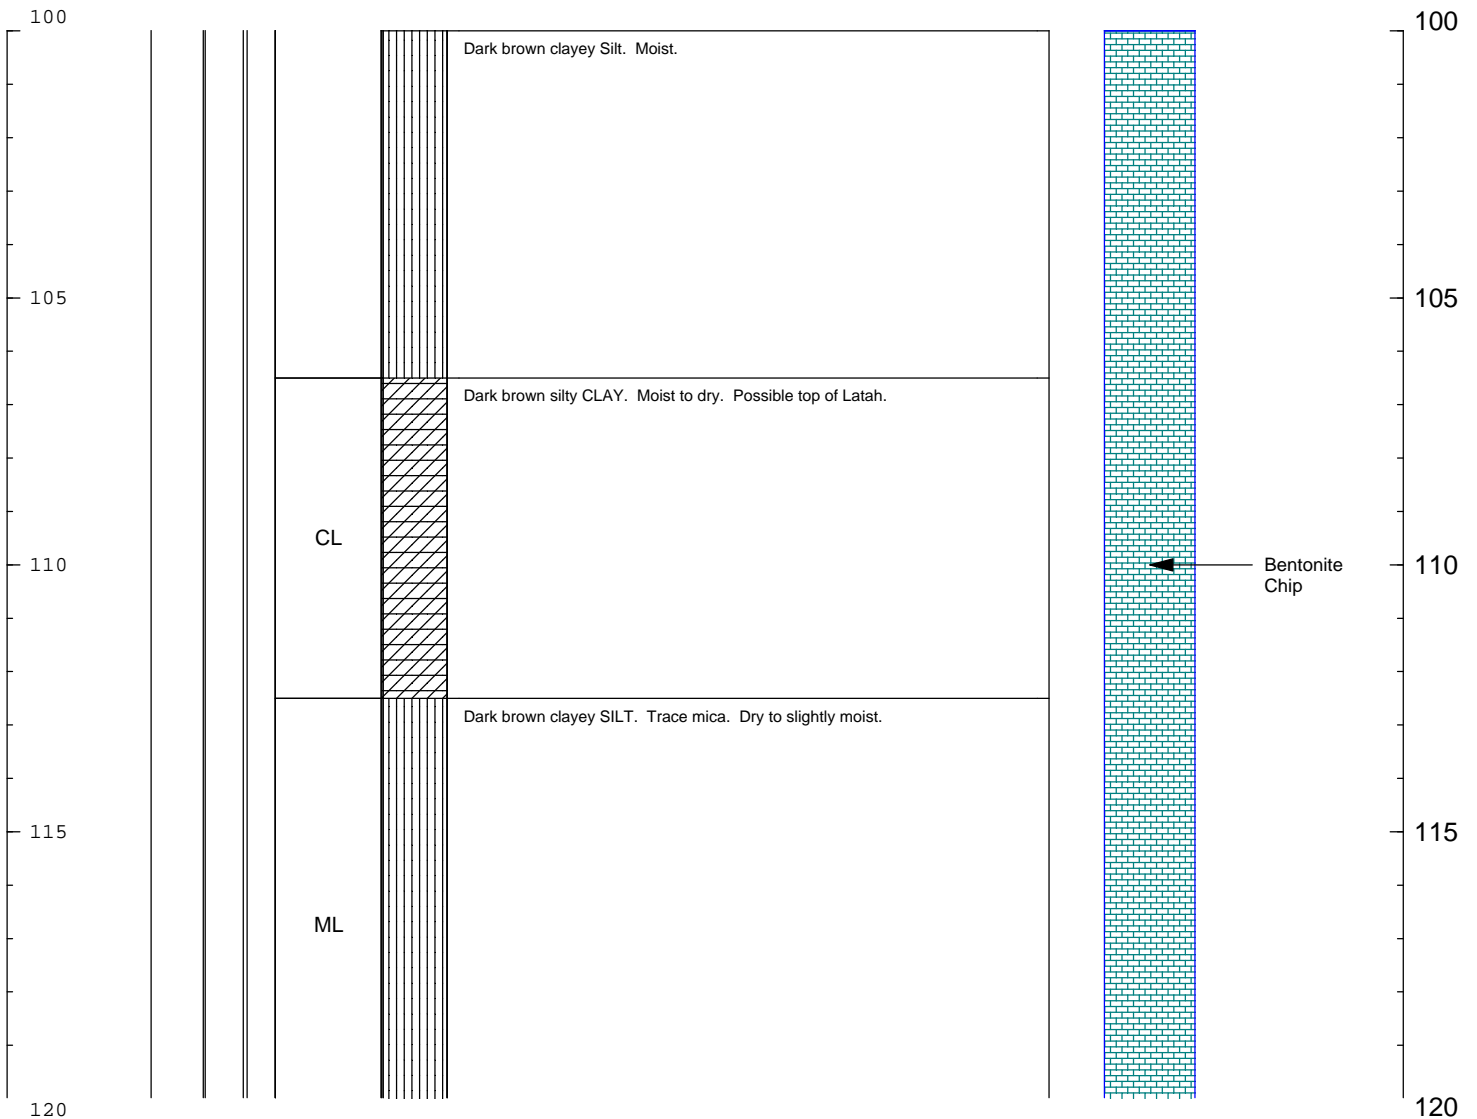 100
100
Dark brown clayey Silt.  Moist.
105
105
Dark brown silty CLAY.  Moist to dry.  Possible top of Latah.
CL
110
Bentonite
Chip
110
Dark brown clayey SILT.  Trace mica.  Dry to slightly moist.
115
115
ML
120
120